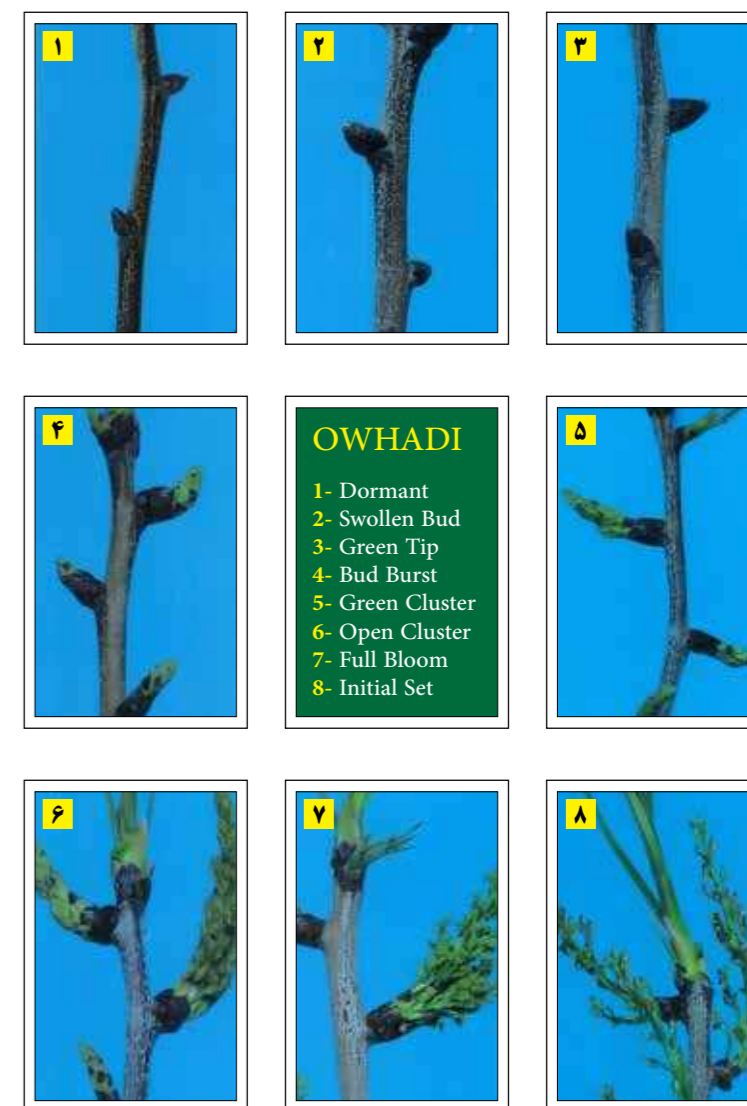 ۱
۲
۳
۴
OWHADI
1- Dormant
2- Swollen Bud
3- Green Tip
4- Bud Burst
5- Green Cluster
6- Open Cluster
7- Full Bloom
8- Initial Set
۵
۶
۷
۸